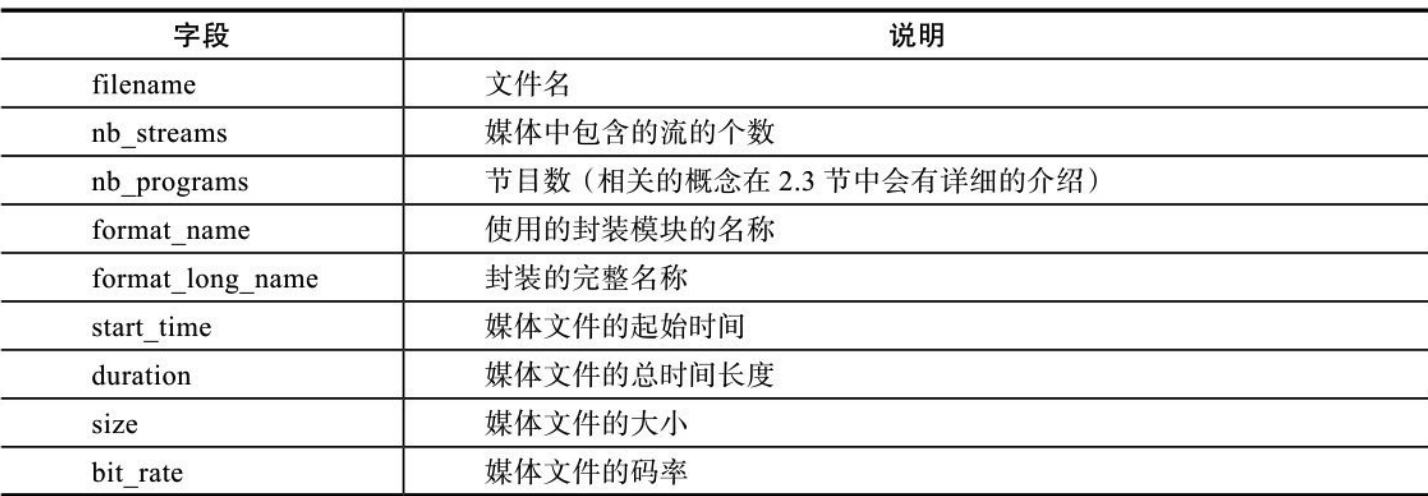 字段 说明
filename 文件名
nb_streams 媒体中包含的流的个数
nb_programs 节目数（相关的概念在 2.3 节中会有详细的介绍）
format_name 使用的封装模块的名称
format_long_name 封装的完整名称
start_time 媒体文件的起始时间
duration 媒体文件的总时间长度
size 媒体文件的大小
bit_rate 媒体文件的码率